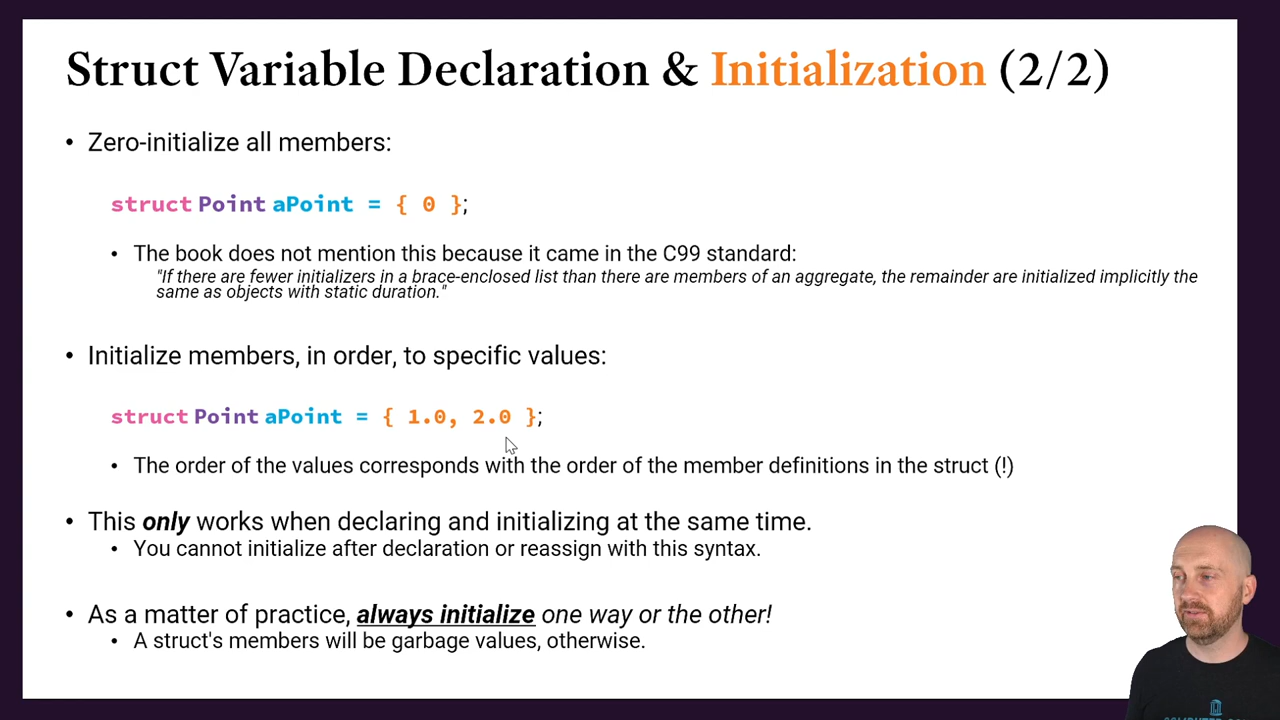 Struct Variable Declaration & Initialization (2/2)
• Zero-initialize all members:
struct Point aPoint = { 0 };
• The book does not mention this because it came in the C99 standard:
"If there are fewer initializers in a brace-enclosed list than there are members of an aggregate, the remainder are initialized implicitly the
same as objects with static duration."
• Initialize members, in order, to specific values:
struct Point aPoint = { 1.0, 2.0 };
• The order of the values corresponds with the order of the member definitions in the struct (!)
• This only works when declaring and initializing at the same time.
• You cannot initialize after declaration or reassign with this syntax.
• As a matter of practice, always initialize one way or the other!
• A struct's members will be garbage values, otherwise.